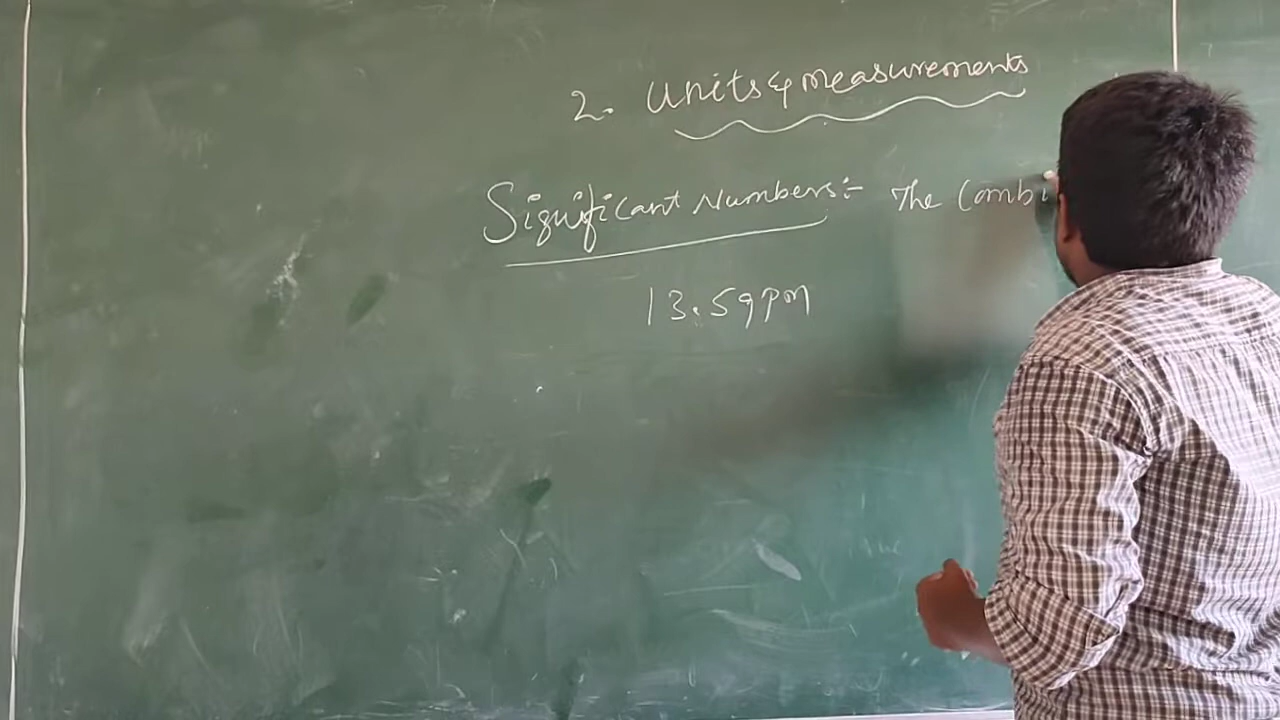 2. Units & Measurements
Significant Numbers:- The Combi
13.59pm